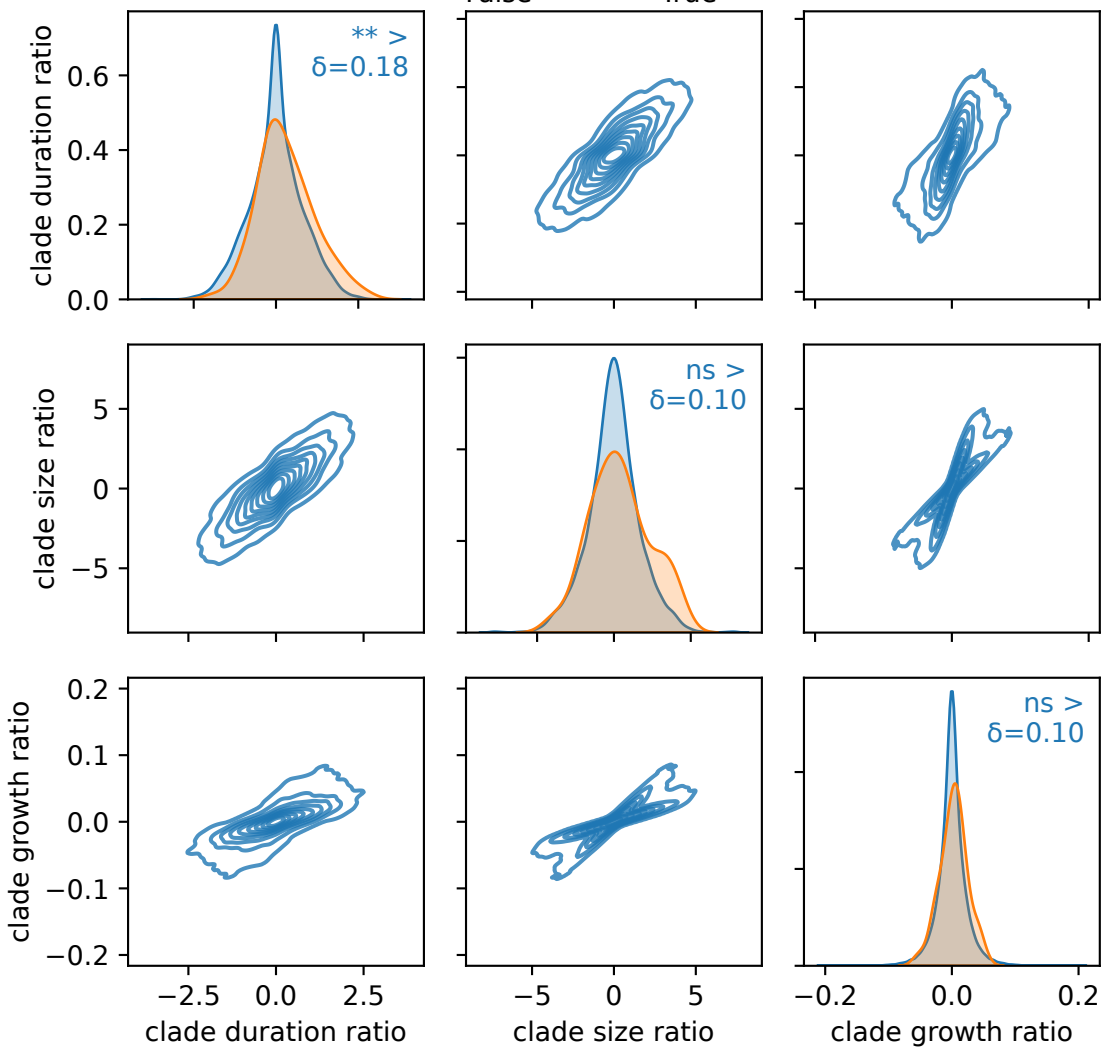 ** >
δ=0.18
clade duration ratio
0.6
0.4
0.2
0.0
ns >
δ=0.10
clade size ratio
5
0
−5
ns >
δ=0.10
clade growth ratio
0.2
0.1
0.0
−0.1
−0.2
−2.5 0.0 2.5
−5 0 5
−0.2 0.0 0.2
clade duration ratio
clade size ratio
clade growth ratio